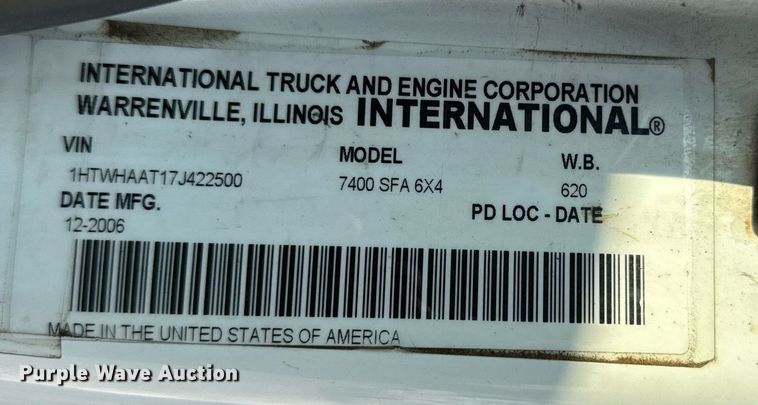 INTERNATIONAL TRUCK AND ENGINE CORPORATION
WARRENVILLE, ILLINOIS INTERNATIONAL®
VIN MODEL W.B.
1HTWHAAT17J422500 7400 SFA 6X4 620
DATE MFG. PD LOC - DATE
12-2006
MADE IN THE UNITED STATES OF AMERICA
Purple Wave Auction